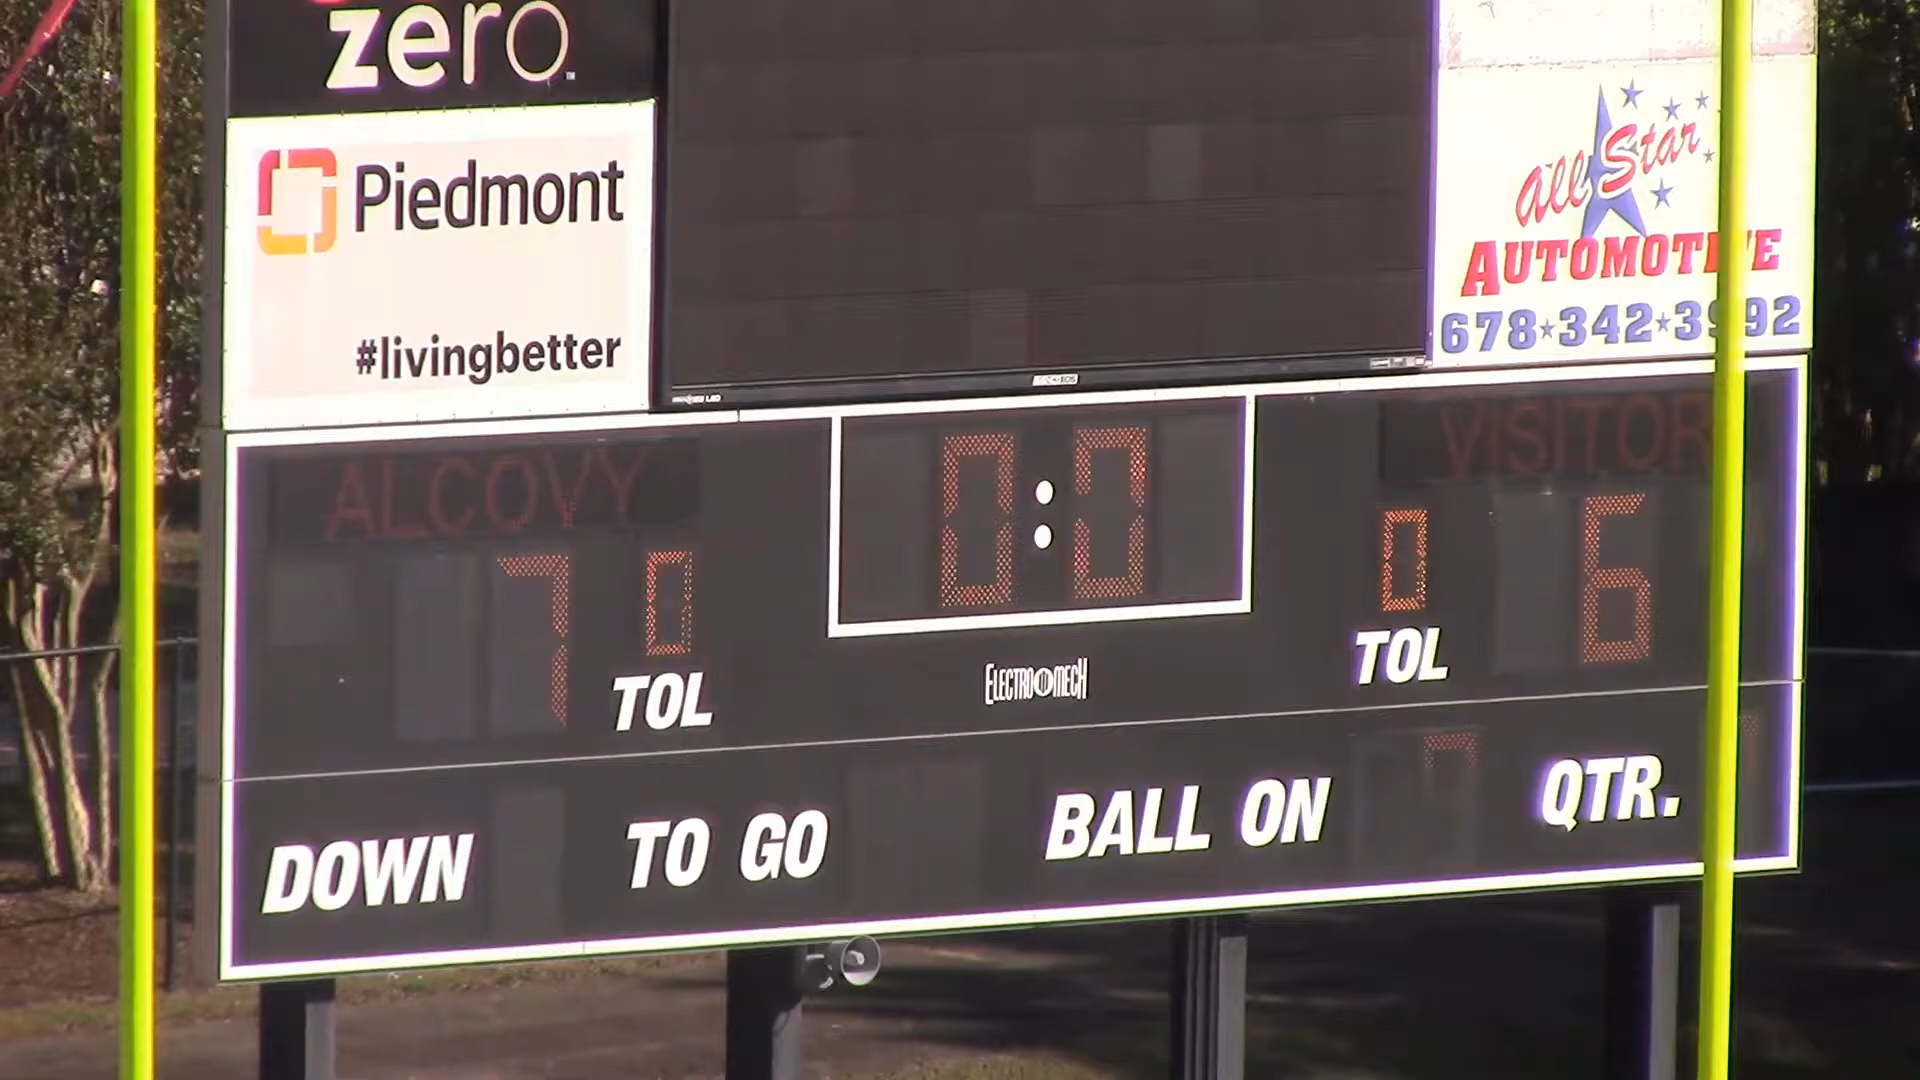 zero™
Piedmont
#livingbetter
All Star
AUTOMOTIVE
678★342★3992
ALCOVY
0:0
VISITOR
7
0
0
6
TOL
TOL
ELECTRO MECH
DOWN
TO GO
BALL ON
QTR.